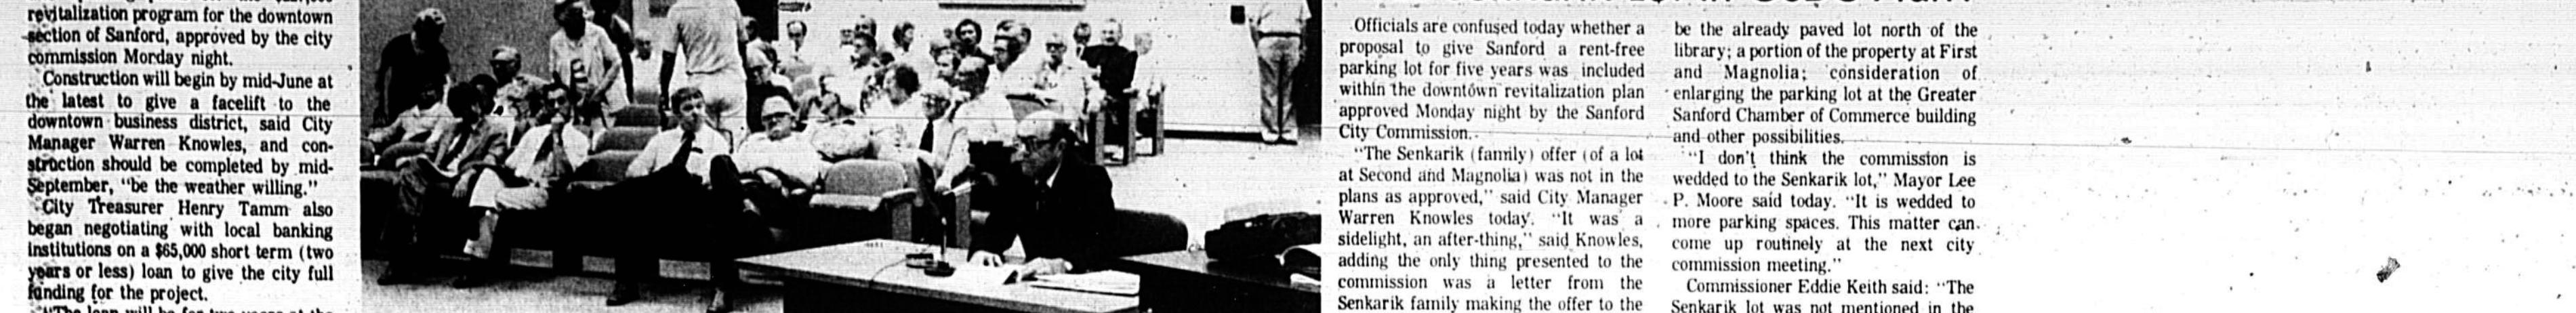 revitalization program for the downtown
section of Sanford, approved by the city
commission Morday night.
Construction will begin by mid-June at
the latest to give a facelift to the
downtown business district, said City
Manager Warren Knowles, and con-
struction should be completed by mid-
September, "be the weather willing."
City Treasurer Henry Tamm also
began negotiating with local banking
institutions on a $65,000 short term (two
years or less) loan to give the city full
funding for the project.
Officials are confused today whether a
proposal to give Sanford a rent-free
parking lot for five years was included
within the downtown revitalization plan
approved Monday night by the Sanford
City Commission.
"The Senkarik (family) offer (of a lot
at Second and Magnolia) was not in the
plans as approved," said City Manager
Warren Knowles today. "It was a
sidelight, an after-thing," said Knowles,
adding the only thing presented to the
commission was a letter from the
Senkarik family making the offer to the
be the already paved lot north of the
library; a portion of the property at First
and Magnolia; consideration of
enlarging the parking lot at the Greater
Sanford Chamber of Commerce building
and other possibilities.
"I don't think the commission is
wedded to the Senkarik lot," Mayor Lee
P. Moore said today. "It is wedded to
more parking spaces. This matter can
come up routinely at the next city
commission meeting."
Commissioner Eddie Keith said: "The
Senkarik lot was not mentioned in the